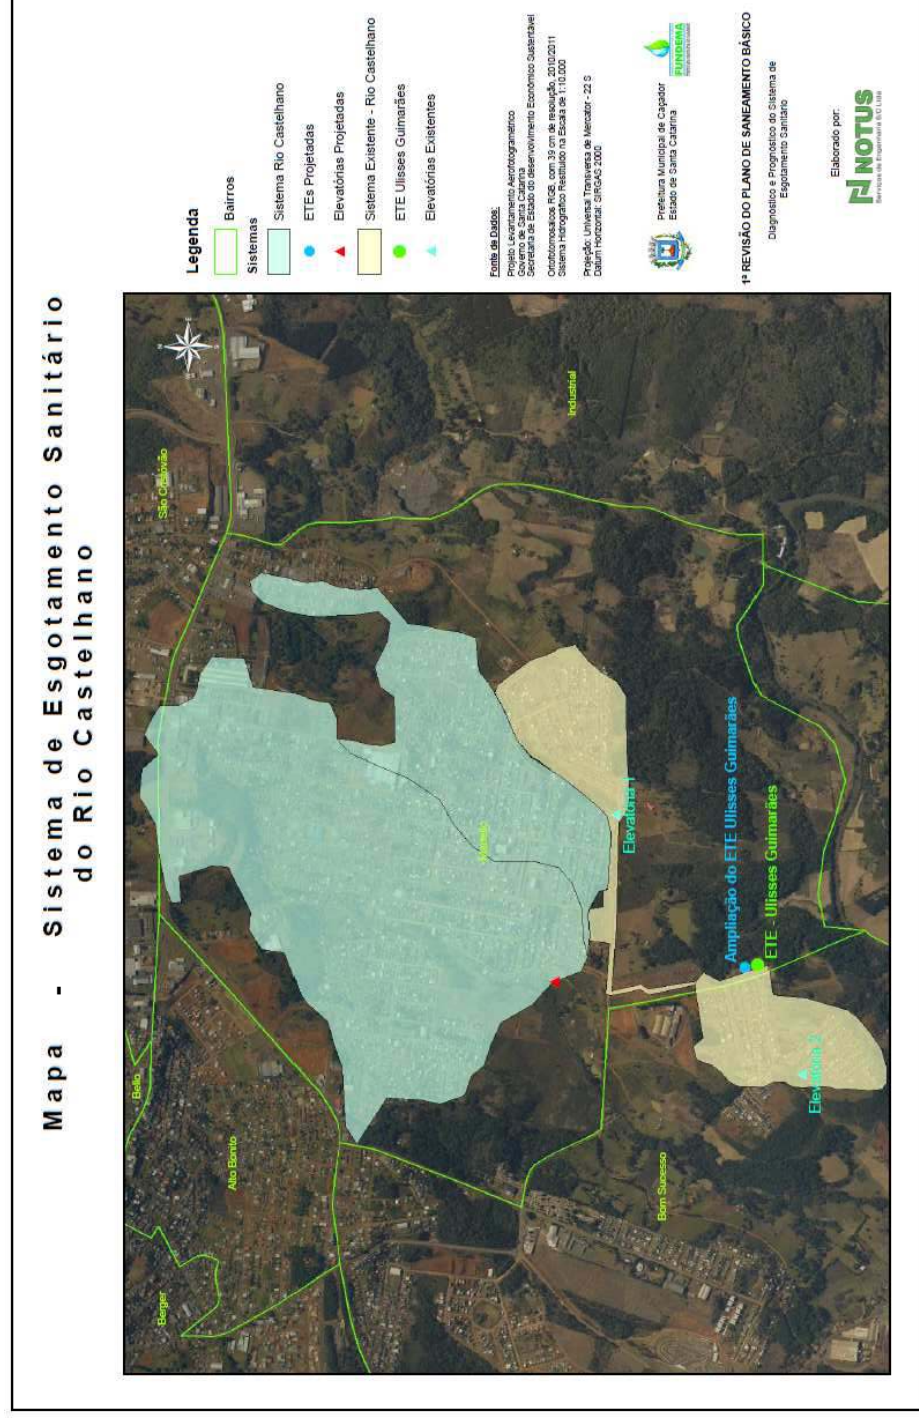 Mapa - Sistema de Esgotamento Sanitário
do Rio Castelhano
São Cristóvão
Industrial
Bello
Alto Bonito
Berger
Bom Sucesso
Elevatória 1
Ampliação do ETE Ulisses Guimarães
ETE - Ulisses Guimarães
Elevatória 2
Legenda
Bairros
Sistemas
Sistema Rio Castelhano
ETEs Projetadas
Elevatórias Projetadas
Sistema Existente - Rio Castelhano
ETE Ulisses Guimarães
Elevatórias Existentes
Fonte de Dados:
Projeto Levantamento Aerofotogramétrico
Governo de Santa Catarina
Secretaria de Estado do desenvolvimento Econômico Sustentável
Ortofotomosaicos RGB, com 39 cm de resolução, 2010/2011
Sistema Hidrográfico Restituído na Escala de 1:10.000
Projeção: Universal Transversa de Mercator - 22 S
Datum Horizontal: SIRGAS 2000
Prefeitura Municipal de Caçador
Estado de Santa Catarina
FUNDEMA
1ª REVISÃO DO PLANO DE SANEAMENTO BÁSICO
Diagnóstico e Prognóstico do Sistema de
Esgotamento Sanitário
Elaborado por:
NOTUS
Serviços de Engenharia S/C Ltda